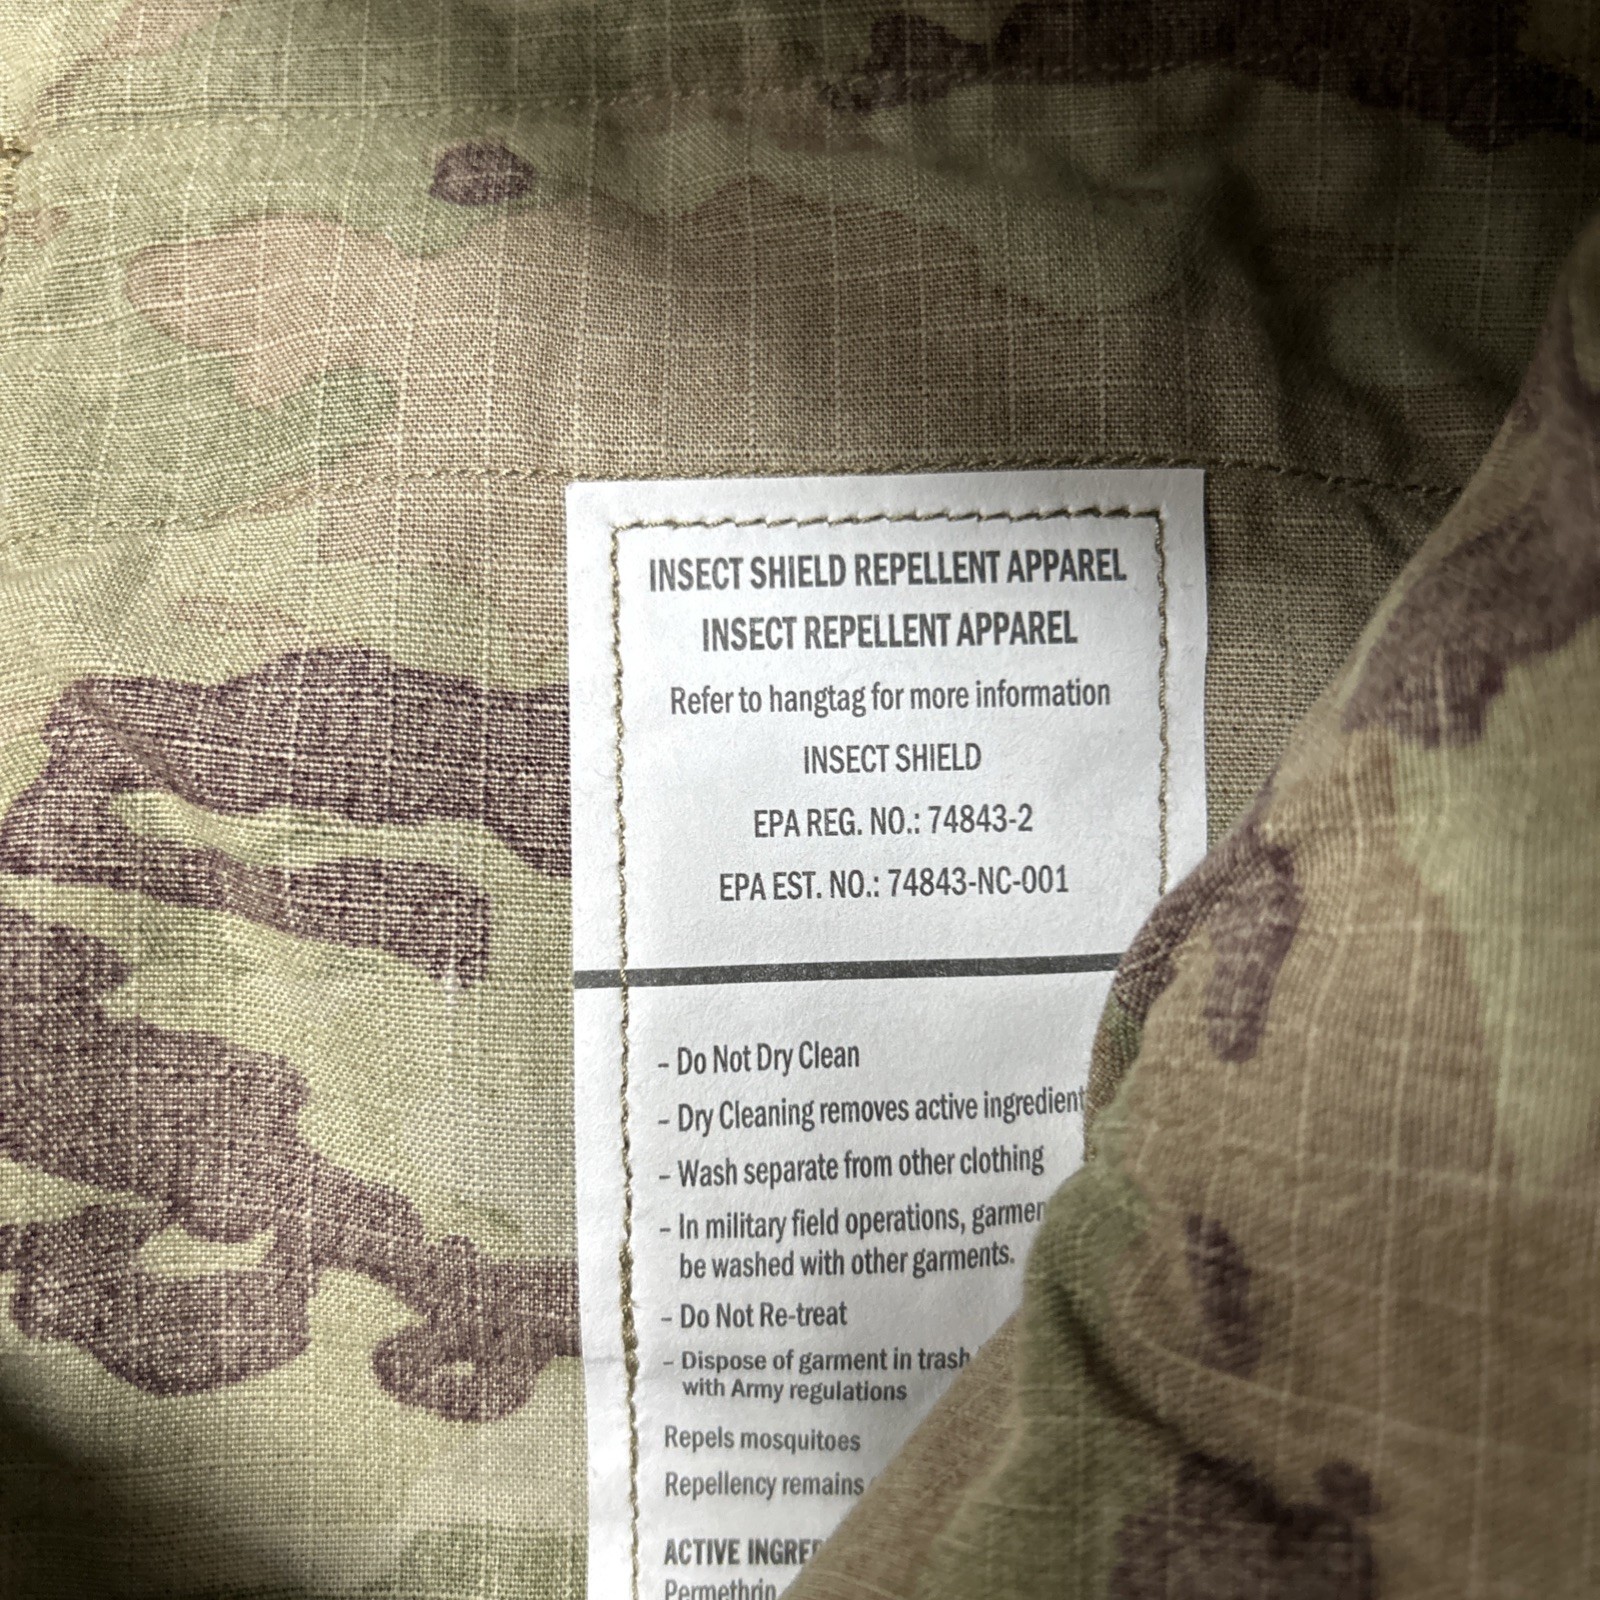 INSECT SHIELD REPELLENT APPAREL
INSECT REPELLENT APPAREL
Refer to hangtag for more information
INSECT SHIELD
EPA REG. NO.: 74843-2
EPA EST. NO.: 74843-NC-001
– Do Not Dry Clean
– Dry Cleaning removes active ingredient
– Wash separate from other clothing
– In military field operations,
be washed with other garments.
– Do Not Re-treat
– Dispose of garment in trash
with Army regulations
Repels mosquitoes
Repellency remains
ACTIVE
Permethrin